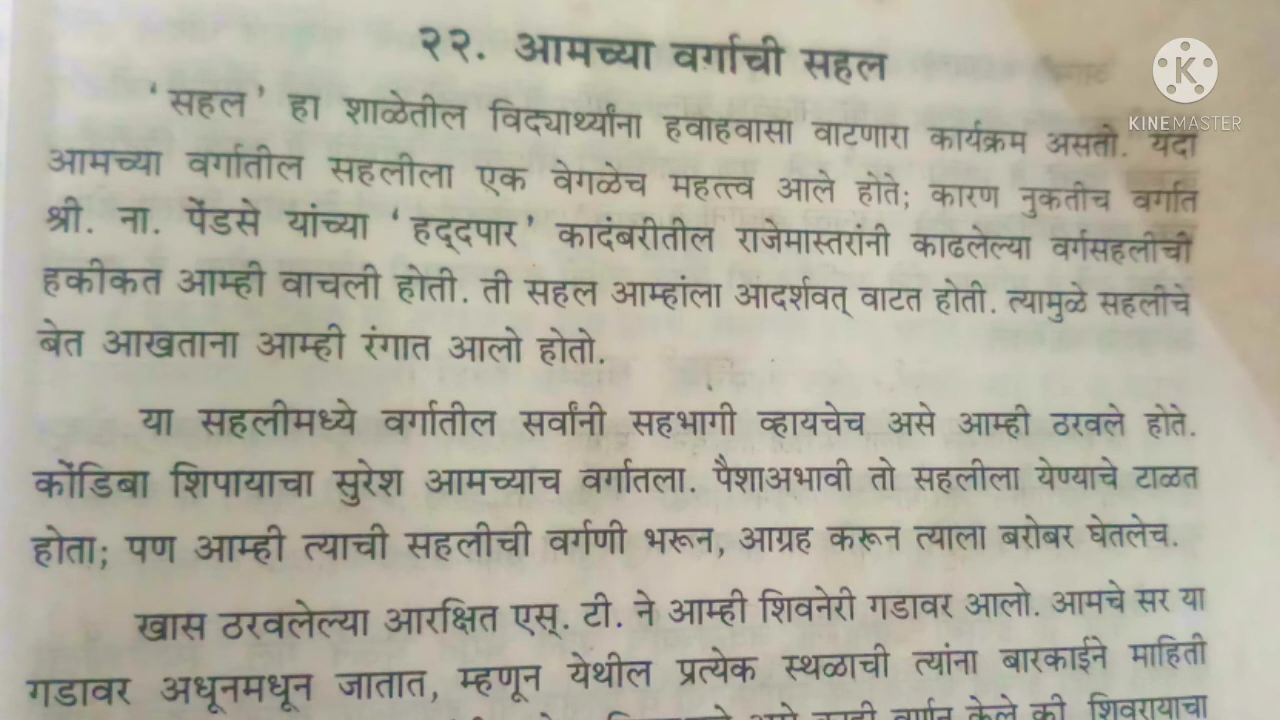 २२. आमच्या वर्गाची सहल
K
KINEMASTER
'सहल' हा शाळेतील विद्यार्थ्यांना हवाहवासा वाटणारा कार्यक्रम असतो. यंदा
आमच्या वर्गातील सहलीला एक वेगळेच महत्त्व आले होते; कारण नुकतीच वर्गात
श्री. ना. पेंडसे यांच्या 'हद्दपार' कादंबरीतील राजेमास्तरांनी काढलेल्या वर्गसहलीची
हकीकत आम्ही वाचली होती. ती सहल आम्हांला आदर्शवत् वाटत होती. त्यामुळे सहलीचे
बेत आखताना आम्ही रंगात आलो होतो.
या सहलीमध्ये वर्गातील सर्वांनी सहभागी व्हायचेच असे आम्ही ठरवले होते.
कोंडिबा शिपायाचा सुरेश आमच्याच वर्गातला. पैशाअभावी तो सहलीला येण्याचे टाळत
होता; पण आम्ही त्याची सहलीची वर्गणी भरून, आग्रह करून त्याला बरोबर घेतलेच.
खास ठरवलेल्या आरक्षित एस्. टी. ने आम्ही शिवनेरी गडावर आलो. आमचे सर या
गडावर अधूनमधून जातात, म्हणून येथील प्रत्येक स्थळाची त्यांना बारकाईने माहिती
वर्णन केले की, शिवरायाचा